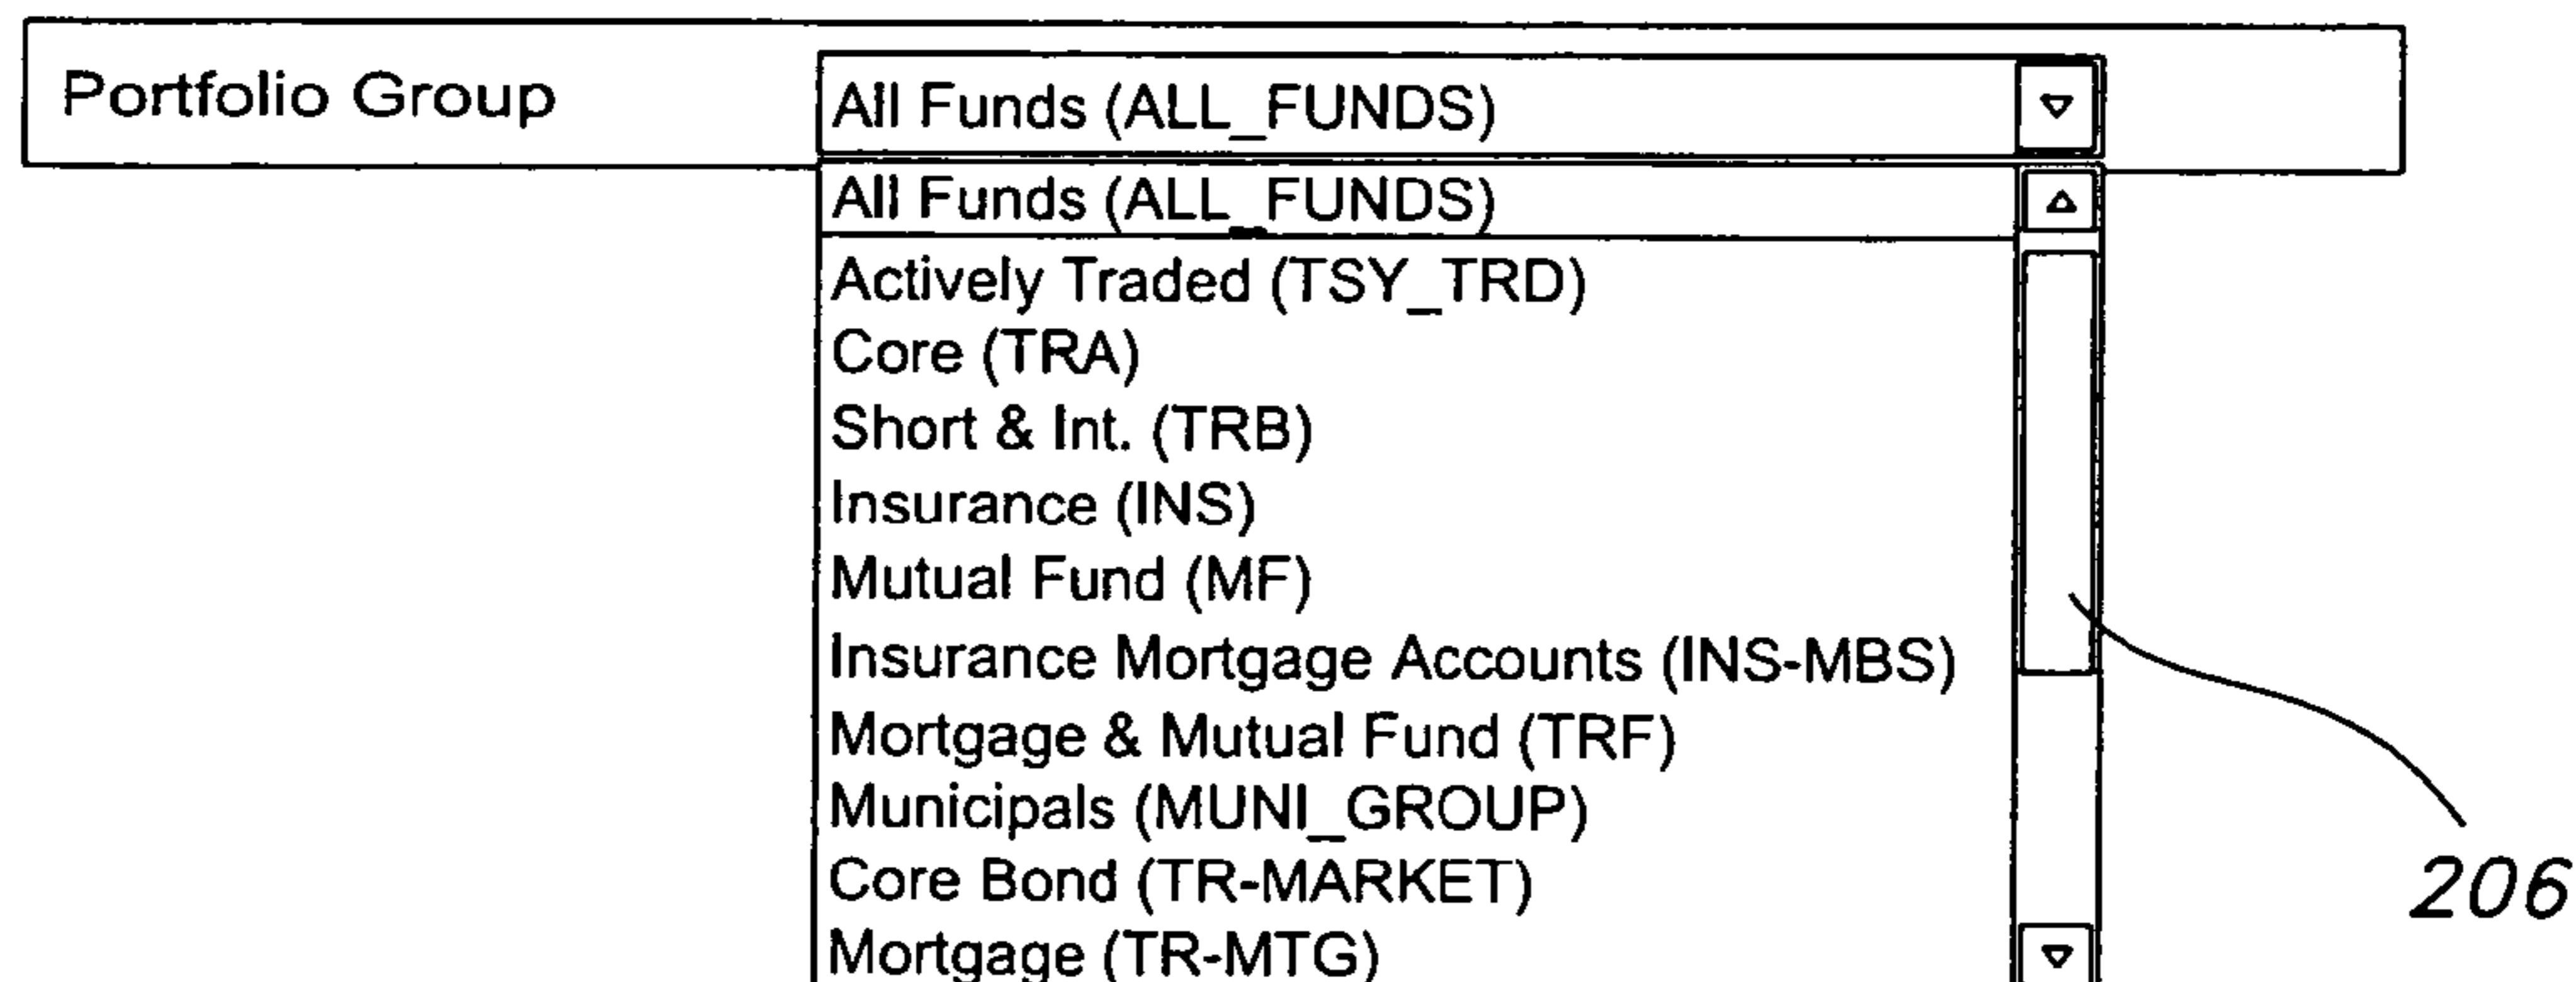 Portfolio Group
All Funds (ALL_FUNDS)
All Funds (ALL_FUNDS)
Actively Traded (TSY_TRD)
Core (TRA)
Short & Int. (TRB)
Insurance (INS)
Mutual Fund (MF)
Insurance Mortgage Accounts (INS-MBS)
Mortgage & Mutual Fund (TRF)
Municipals (MUNI_GROUP)
Core Bond (TR-MARKET)
Mortgage (TR-MTG)
206